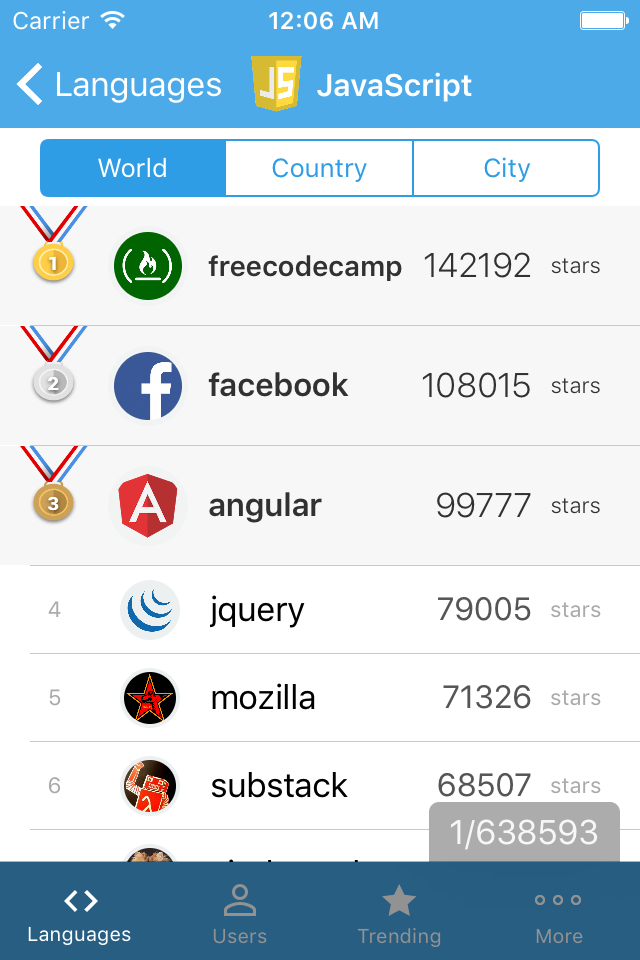 Carrier 12:06 AM
Languages JS JavaScript
World Country City
1 freecodecamp 142192 stars
2 facebook 108015 stars
3 angular 99777 stars
4 jquery 79005 stars
5 mozilla 71326 stars
6 substack 68507 stars
1/638593
Languages Users Trending More